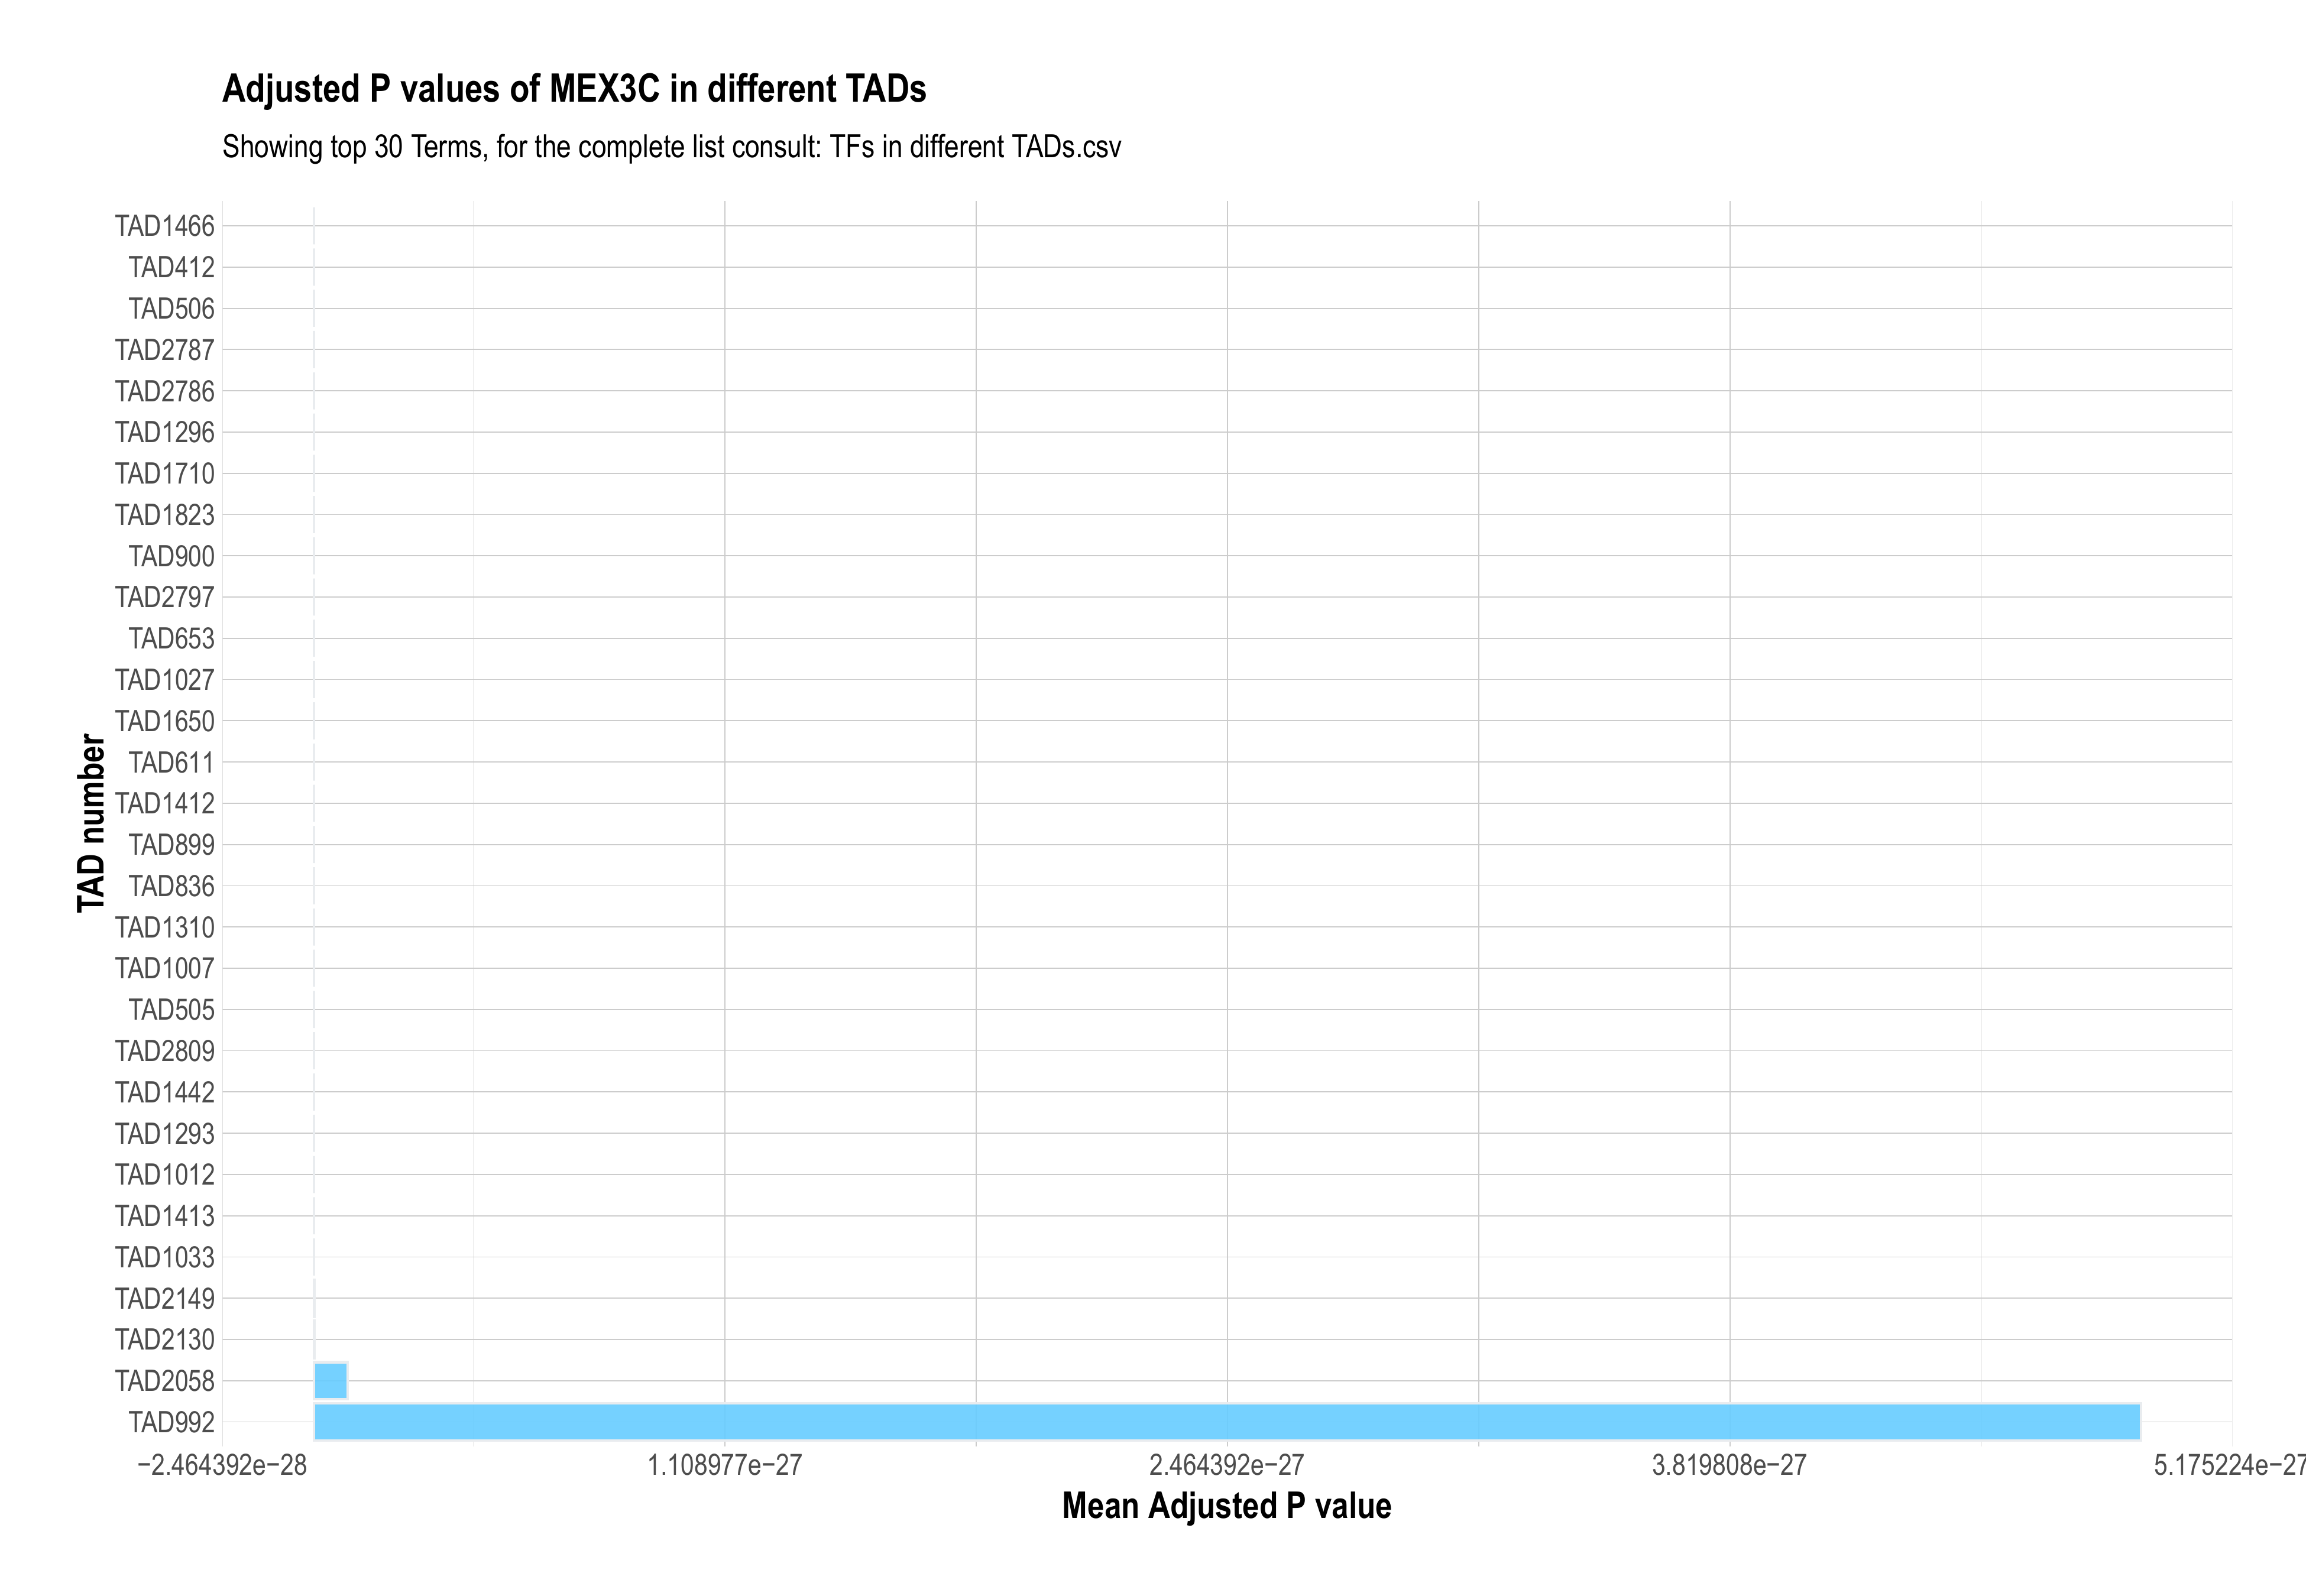 Adjusted P values of MEX3C in different TADs
Showing top 30 Terms, for the complete list consult: TFs in different TADs.csv
TAD number
TAD1466
TAD412
TAD506
TAD2787
TAD2786
TAD1296
TAD1710
TAD1823
TAD900
TAD2797
TAD653
TAD1027
TAD1650
TAD611
TAD1412
TAD899
TAD836
TAD1310
TAD1007
TAD505
TAD2809
TAD1442
TAD1293
TAD1012
TAD1413
TAD1033
TAD2149
TAD2130
TAD2058
TAD992
−2.464392e−28 1.108977e−27 2.464392e−27 3.819808e−27 5.175224e−27
Mean Adjusted P value